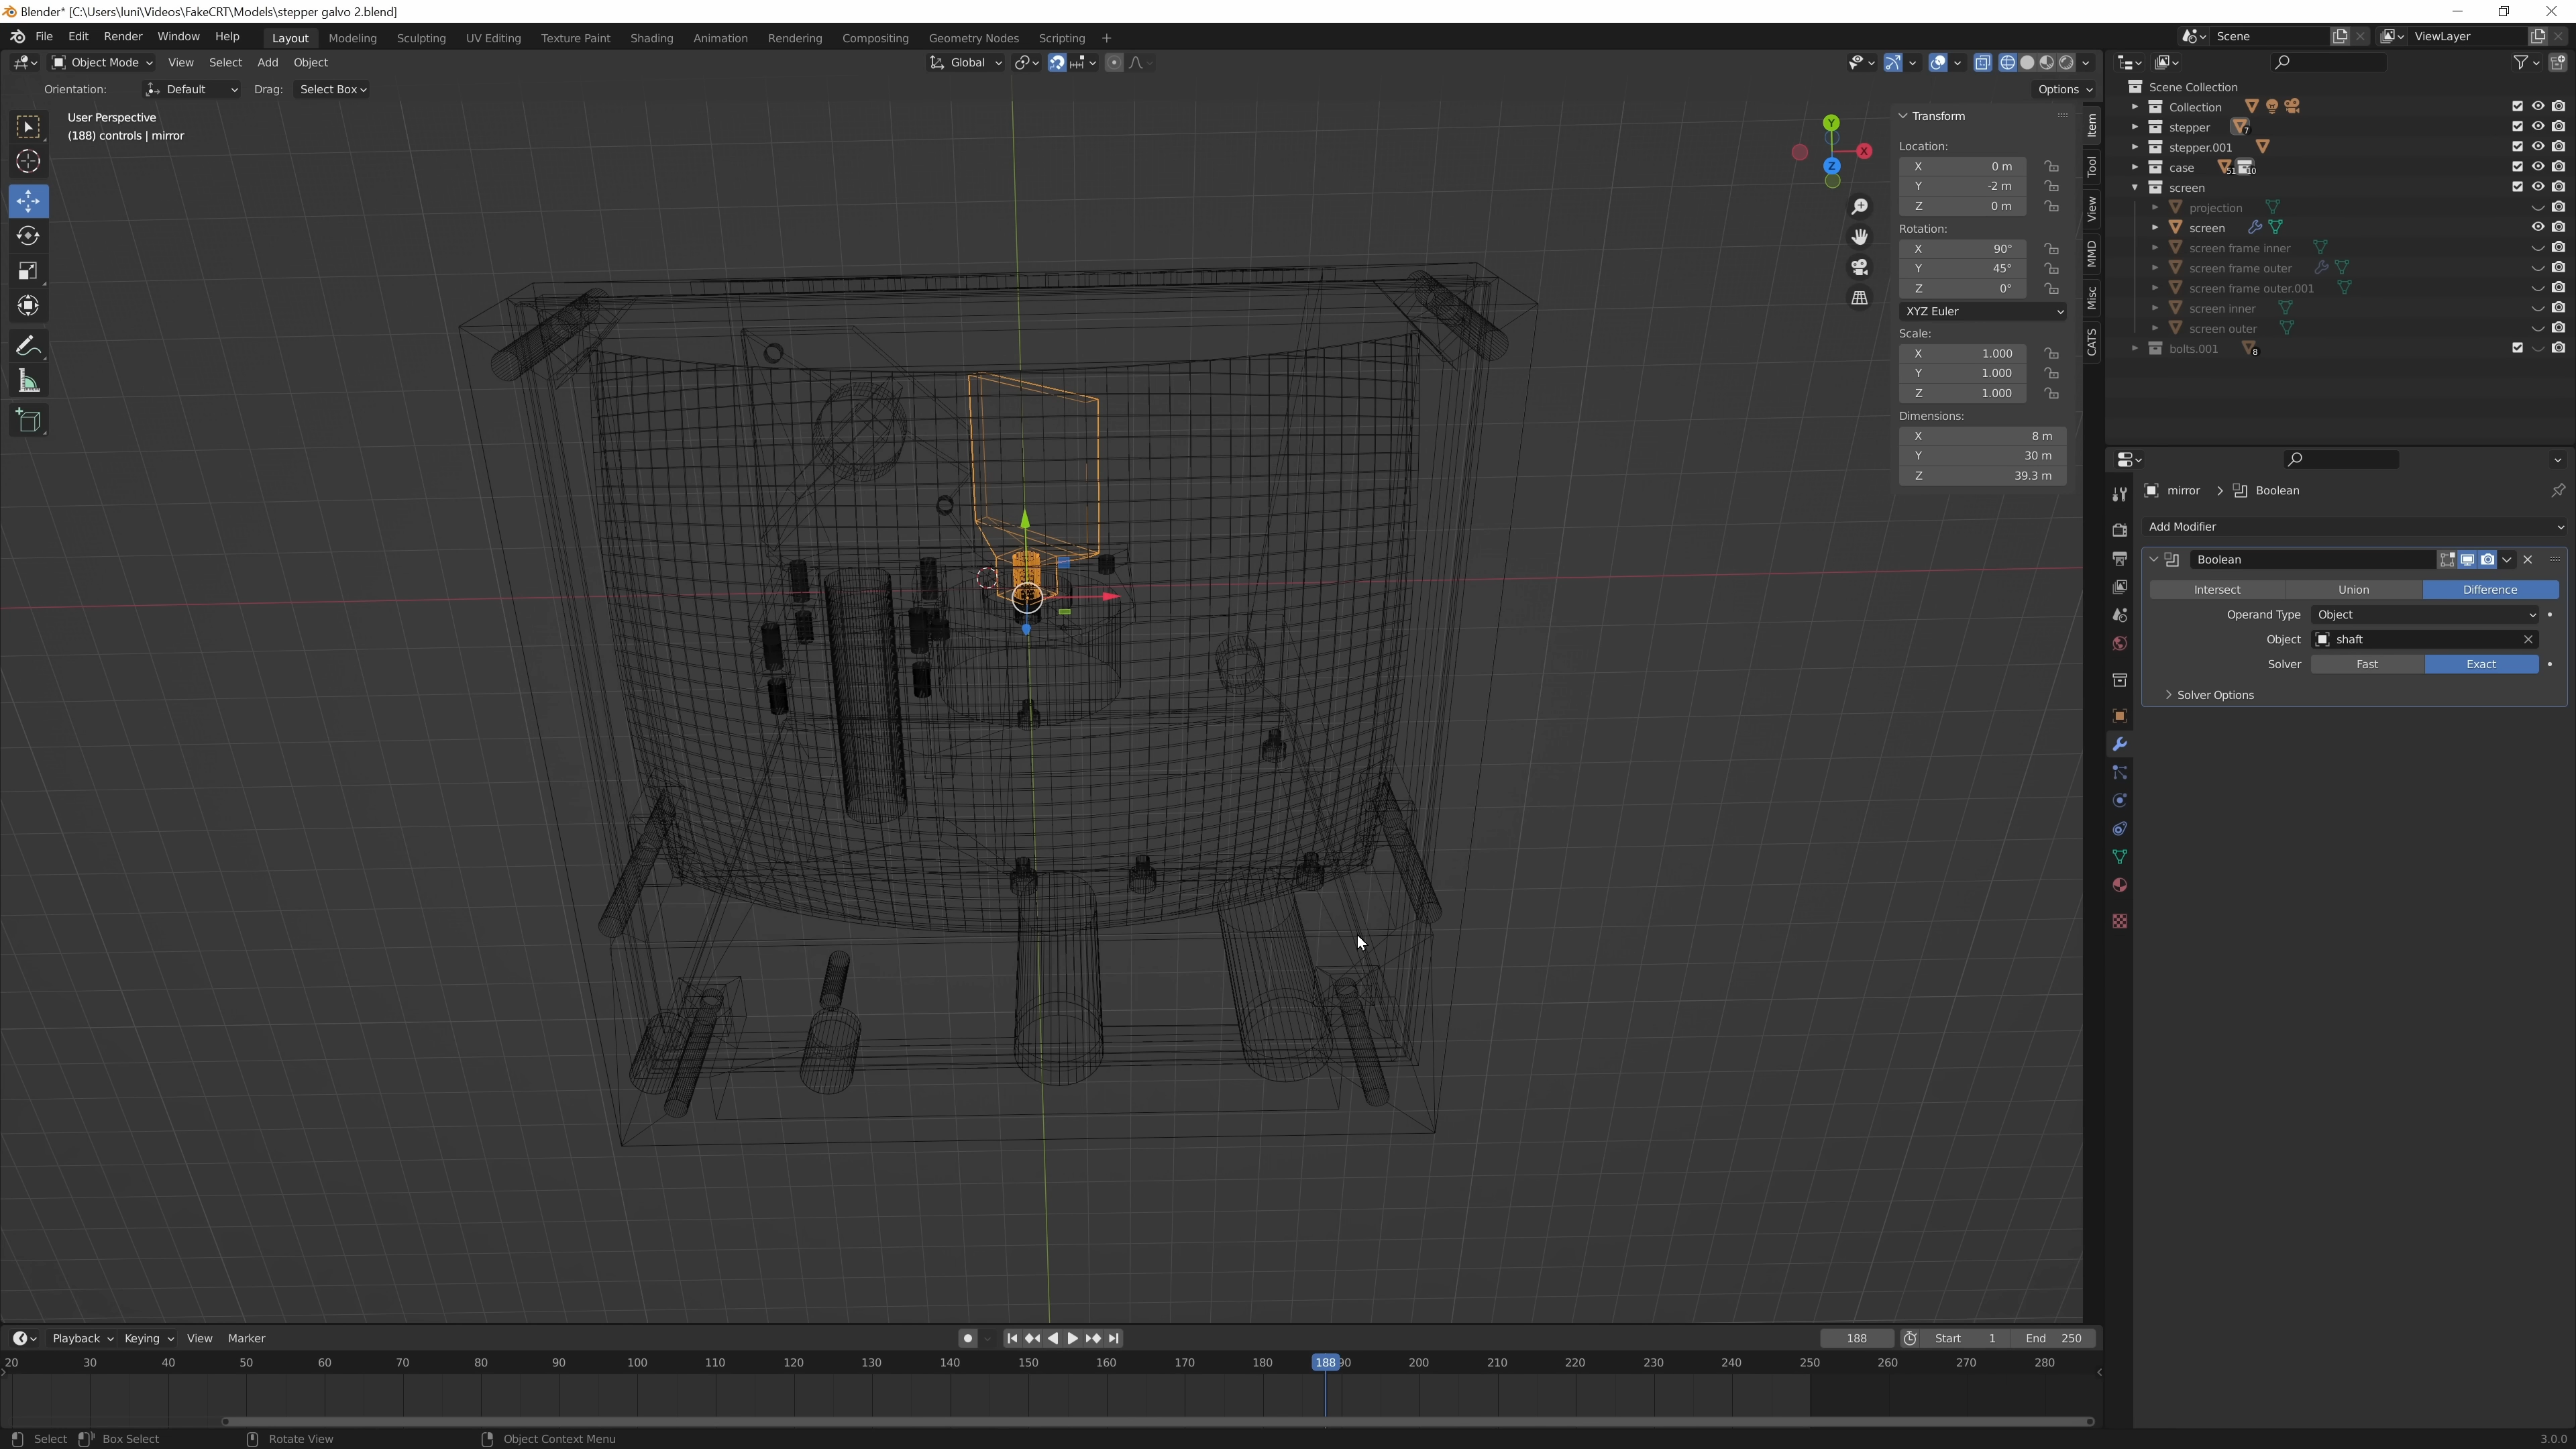 Blender* [C:\Users\luni\Videos\FakeCRT\Models\stepper galvo 2.blend]
File Edit Render Window Help Layout Modeling Sculpting UV Editing Texture Paint Shading Animation Rendering Compositing Geometry Nodes Scripting + Scene ViewLayer
Object Mode View Select Add Object Global
Orientation: Default Drag: Select Box Options
User Perspective
(188) controls | mirror
Y
X
Z
Transform
Location:
X 0 m
Y -2 m
Z 0 m
Rotation:
X 90°
Y 45°
Z 0°
XYZ Euler
Scale:
X 1.000
Y 1.000
Z 1.000
Dimensions:
X 8 m
Y 30 m
Z 39.3 m
Item
Tool
View
MMD
Misc
CATS
Scene Collection
Collection
stepper 7
stepper.001
case 51 10
screen
projection
screen
screen frame inner
screen frame outer
screen frame outer.001
screen inner
screen outer
bolts.001 8
mirror > Boolean
Add Modifier
Boolean
Intersect Union Difference
Operand Type Object
Object shaft
Solver Fast Exact
Solver Options
Playback Keying View Marker 188 Start 1 End 250
20 30 40 50 60 70 80 90 100 110 120 130 140 150 160 170 180 188 90 200 210 220 230 240 250 260 270 280
Select Box Select Rotate View Object Context Menu 3.0.0